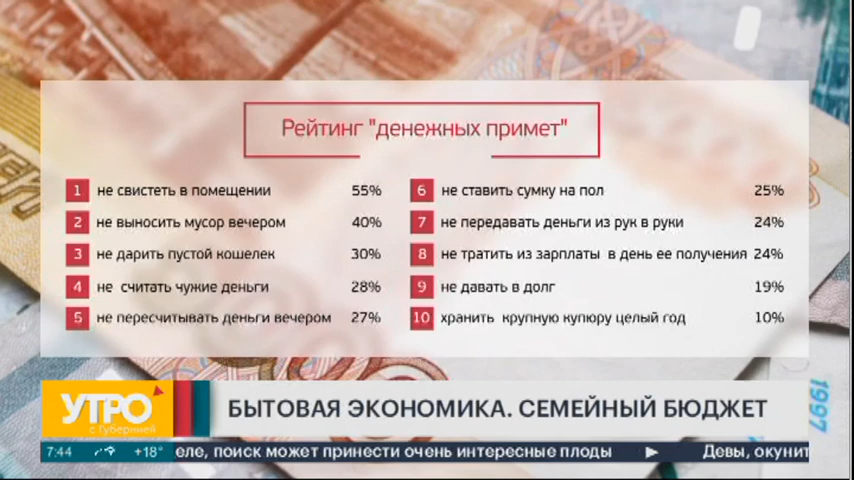 Рейтинг "денежных примет"
1 не свистеть в помещении 55%
2 не выносить мусор вечером 40%
3 не дарить пустой кошелек 30%
4 не считать чужие деньги 28%
5 не пересчитывать деньги вечером 27%
6 не ставить сумку на пол 25%
7 не передавать деньги из рук в руки 24%
8 не тратить из зарплаты в день ее получения 24%
9 не давать в долг 19%
10 хранить крупную купюру целый год 10%
1997
УТРО
с Губернией
БЫТОВАЯ ЭКОНОМИКА. СЕМЕЙНЫЙ БЮДЖЕТ
7:44 +18° еле, поиск может принести очень интересные плоды Девы, окунит